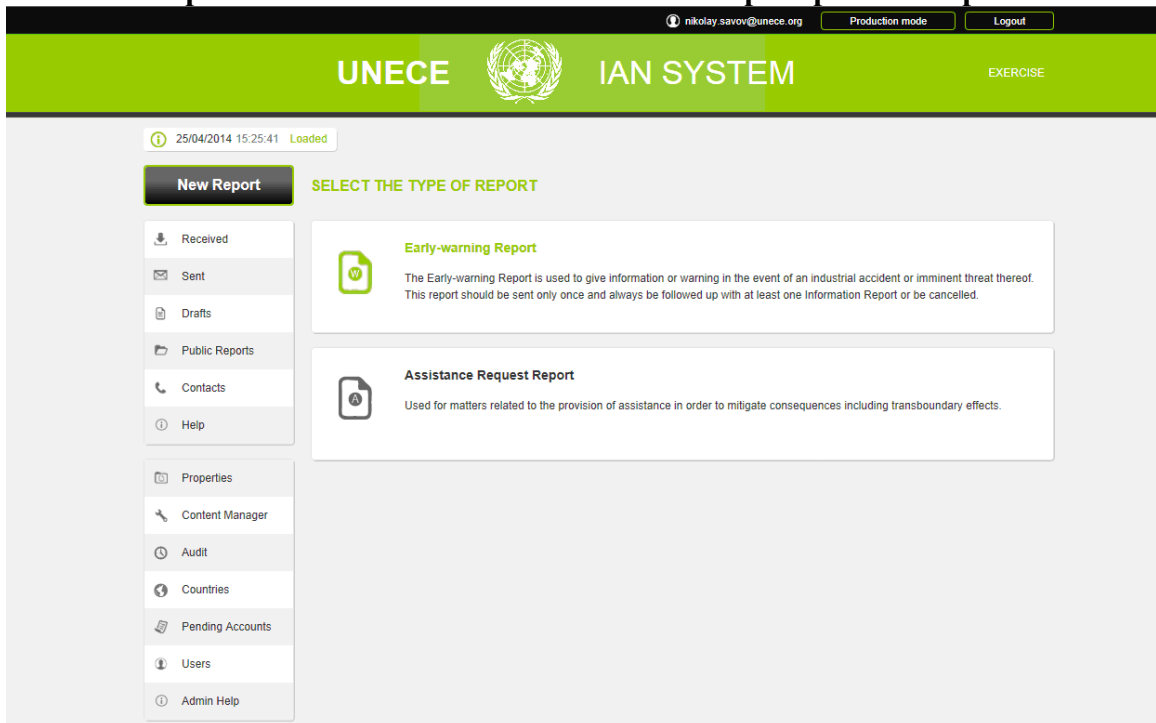 nikolay.savov@unece.org Production mode Logout
UNECE IAN SYSTEM EXERCISE
25/04/2014 15:25:41 Loaded
New Report
SELECT THE TYPE OF REPORT
Received
Sent
Drafts
Public Reports
Contacts
Help
Properties
Content Manager
Audit
Countries
Pending Accounts
Users
Admin Help
W
Early-warning Report
The Early-warning Report is used to give information or warning in the event of an industrial accident or imminent threat thereof.
This report should be sent only once and always be followed up with at least one Information Report or be cancelled.
A
Assistance Request Report
Used for matters related to the provision of assistance in order to mitigate consequences including transboundary effects.